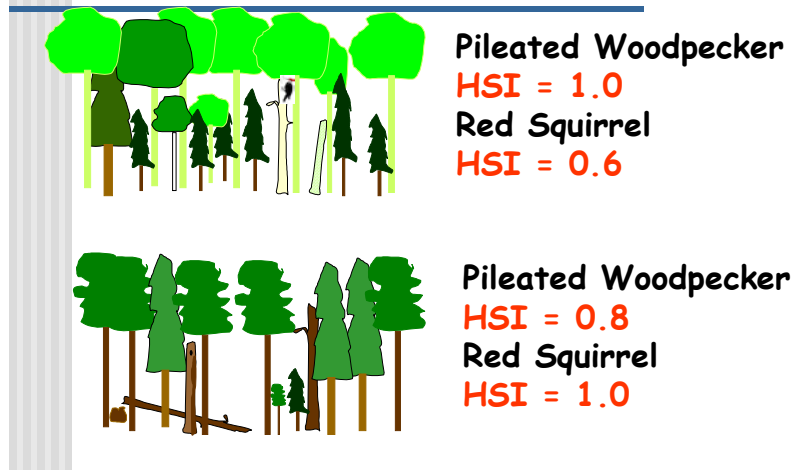 Pileated Woodpecker
HSI = 1.0
Red Squirrel
HSI = 0.6
Pileated Woodpecker
HSI = 0.8
Red Squirrel
HSI = 1.0